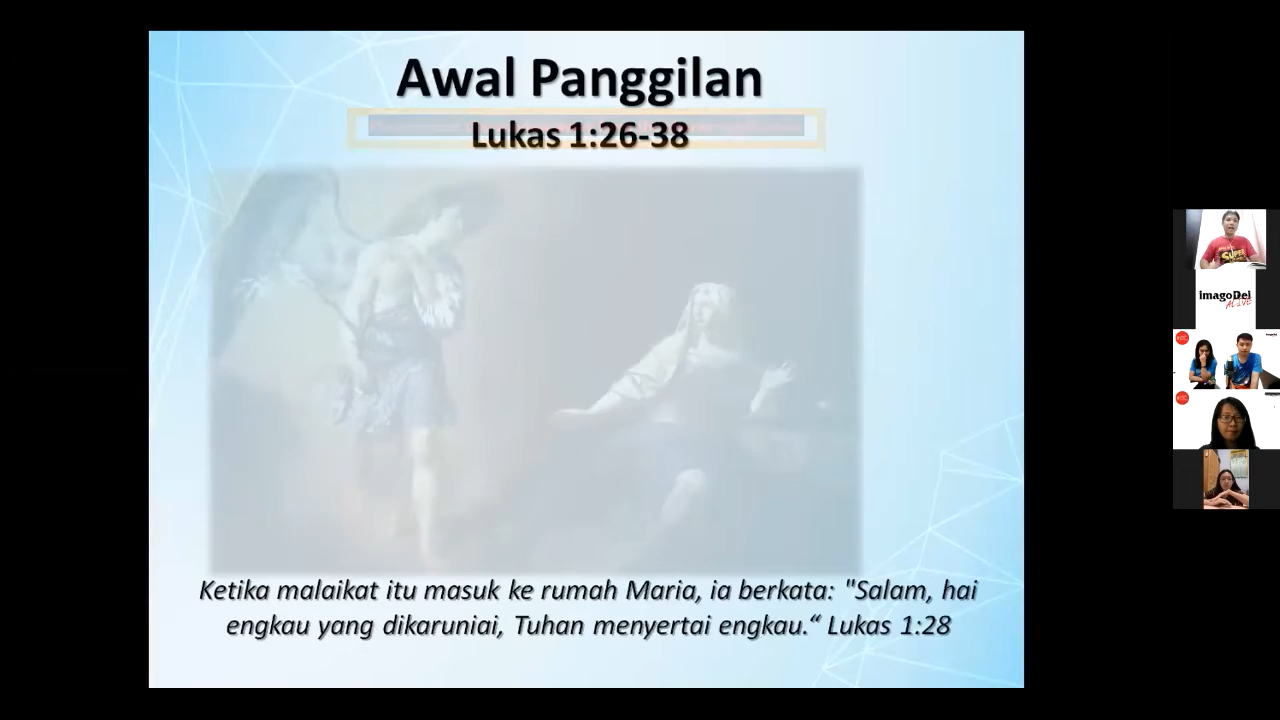 Awal Panggilan
Lukas 1:26-38
Ketika malaikat itu masuk ke rumah Maria, ia berkata: "Salam, hai
engkau yang dikaruniai, Tuhan menyertai engkau.“ Lukas 1:28
imagoDei
ALIVE